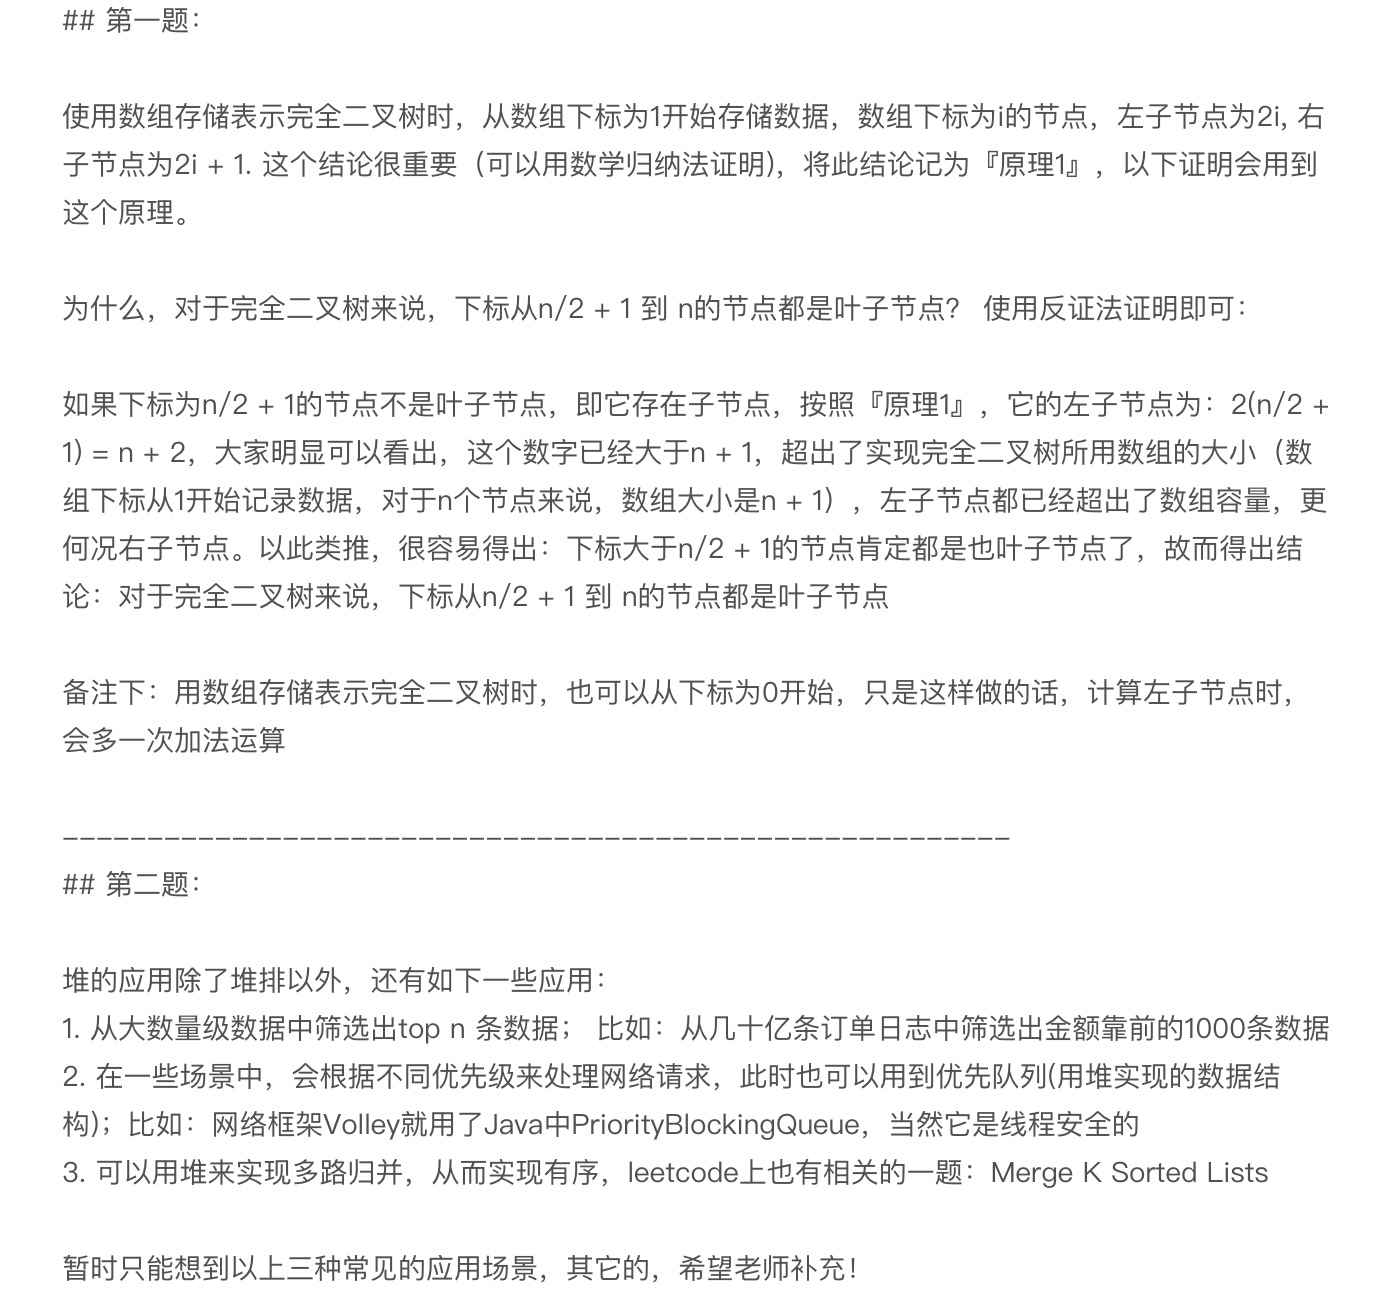 ## 第一题：
使用数组存储表示完全二叉树时，从数组下标为1开始存储数据，数组下标为i的节点，左子节点为2i, 右
子节点为2i + 1. 这个结论很重要（可以用数学归纳法证明)，将此结论记为『原理1』，以下证明会用到
这个原理。
为什么，对于完全二叉树来说，下标从n/2 + 1 到 n的节点都是叶子节点？ 使用反证法证明即可：
如果下标为n/2 + 1的节点不是叶子节点，即它存在子节点，按照『原理1』，它的左子节点为：2(n/2 +
1) = n + 2，大家明显可以看出，这个数字已经大于n + 1，超出了实现完全二叉树所用数组的大小（数
组下标从1开始记录数据，对于n个节点来说，数组大小是n + 1），左子节点都已经超出了数组容量，更
何况右子节点。以此类推，很容易得出：下标大于n/2 + 1的节点肯定都是也叶子节点了，故而得出结
论：对于完全二叉树来说，下标从n/2 + 1 到 n的节点都是叶子节点
备注下：用数组存储表示完全二叉树时，也可以从下标为0开始，只是这样做的话，计算左子节点时，
会多一次加法运算
--------------------------------------------------------
## 第二题：
堆的应用除了堆排以外，还有如下一些应用：
1. 从大数量级数据中筛选出top n 条数据； 比如：从几十亿条订单日志中筛选出金额靠前的1000条数据
2. 在一些场景中，会根据不同优先级来处理网络请求，此时也可以用到优先队列(用堆实现的数据结
构)；比如：网络框架Volley就用了Java中PriorityBlockingQueue，当然它是线程安全的
3. 可以用堆来实现多路归并，从而实现有序，leetcode上也有相关的一题：Merge K Sorted Lists
暂时只能想到以上三种常见的应用场景，其它的，希望老师补充！